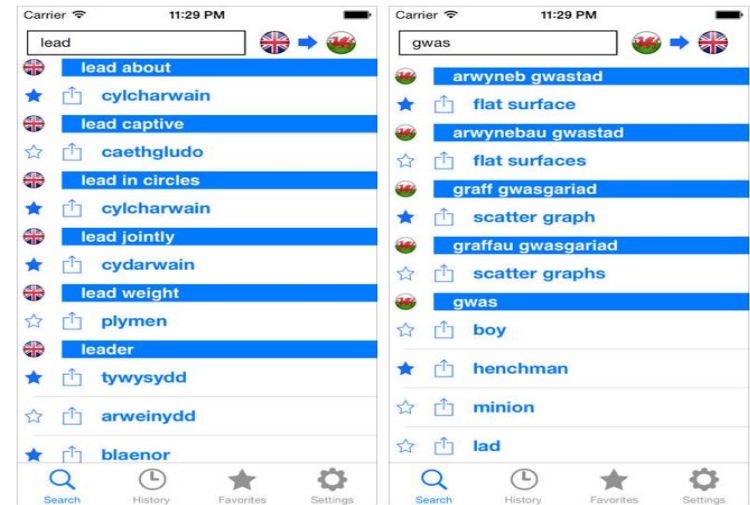 Carrier 11:29 PM
lead
lead about
cylcharwain
lead captive
caethgludo
lead in circles
cylcharwain
lead jointly
cydarwain
lead weight
plymen
leader
tywysydd
arweinydd
blaenor
Search History Favorites Settings
Carrier 11:29 PM
gwas
arwyneb gwastad
flat surface
arwynebau gwastad
flat surfaces
graff gwasgariad
scatter graph
graffau gwasgariad
scatter graphs
gwas
boy
henchman
minion
lad
Search History Favorites Settings